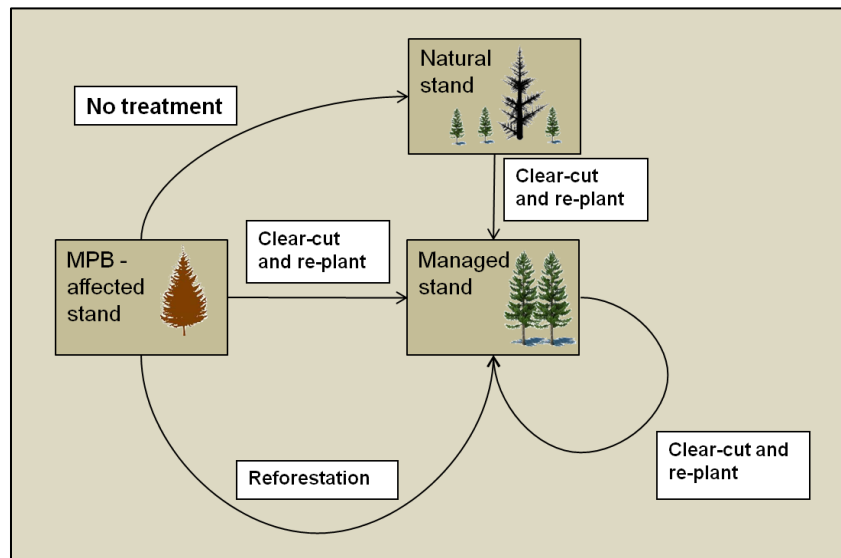 Natural
stand
No treatment
Clear-cut
and re-plant
MPB -
affected
stand
Clear-cut
and re-plant
Managed
stand
Reforestation
Clear-cut and
re-plant